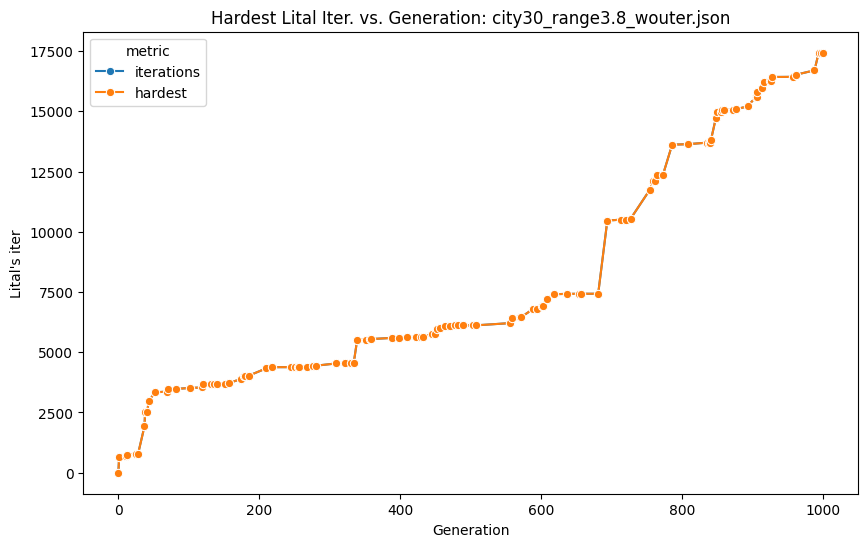 Hardest Lital Iter. vs. Generation: city30_range3.8_wouter.json
metric
iterations
hardest
17500
15000
12500
10000
7500
5000
2500
0
Lital's iter
0 200 400 600 800 1000
Generation